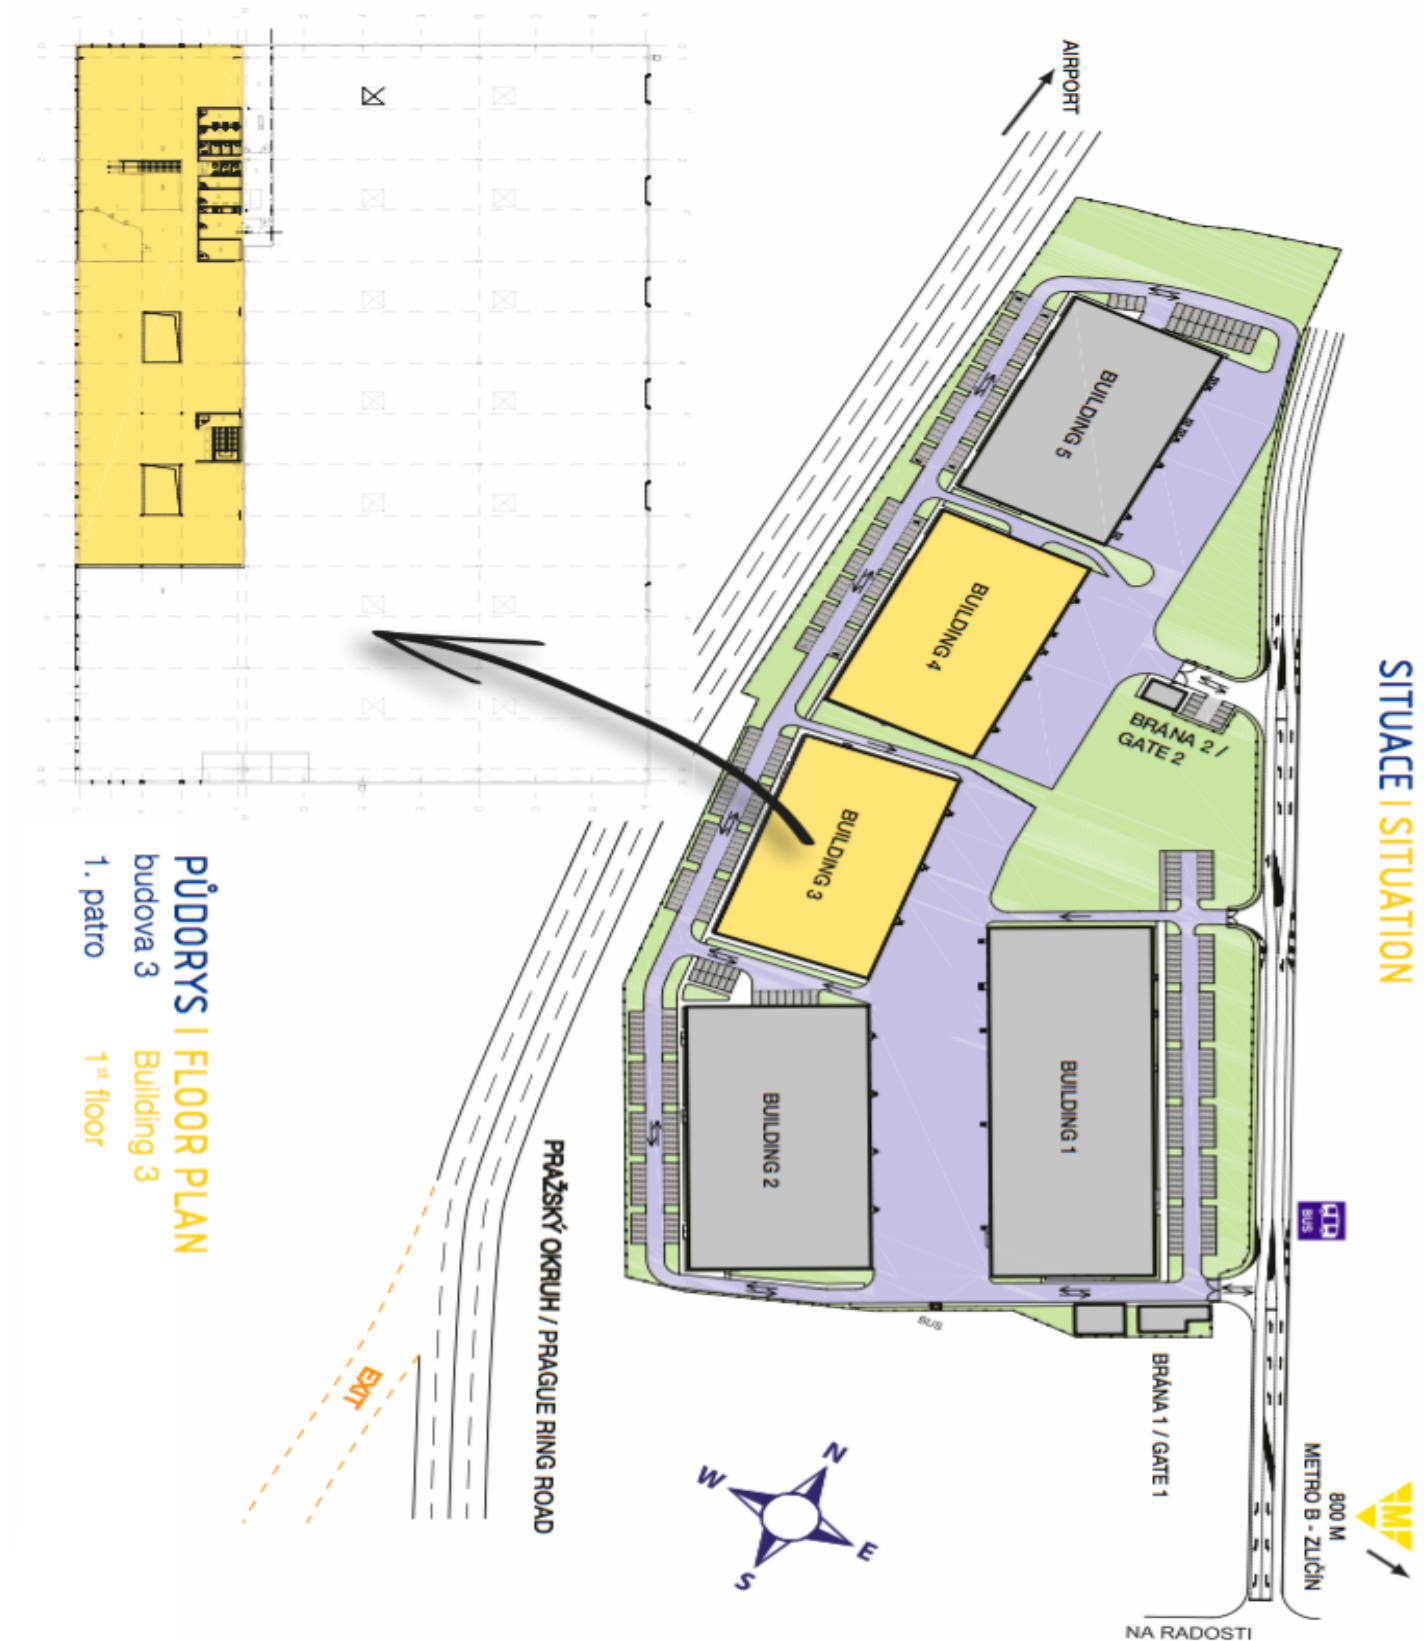 SITUACE | SITUATION
AIRPORT
BUILDING 5
BUILDING 4
BRÁNA 2 /
GATE 2
BUILDING 3
BUILDING 1
BUILDING 2
BUS
BUS
BRÁNA 1 / GATE 1
800 M
METRO B - ZLIČÍN
M
NA RADOSTI
PRAŽSKÝ OKRUH / PRAGUE RING ROAD
EXIT
N
E
S
W
PŮDORYS | FLOOR PLAN
budova 3 Building 3
1. patro 1st floor